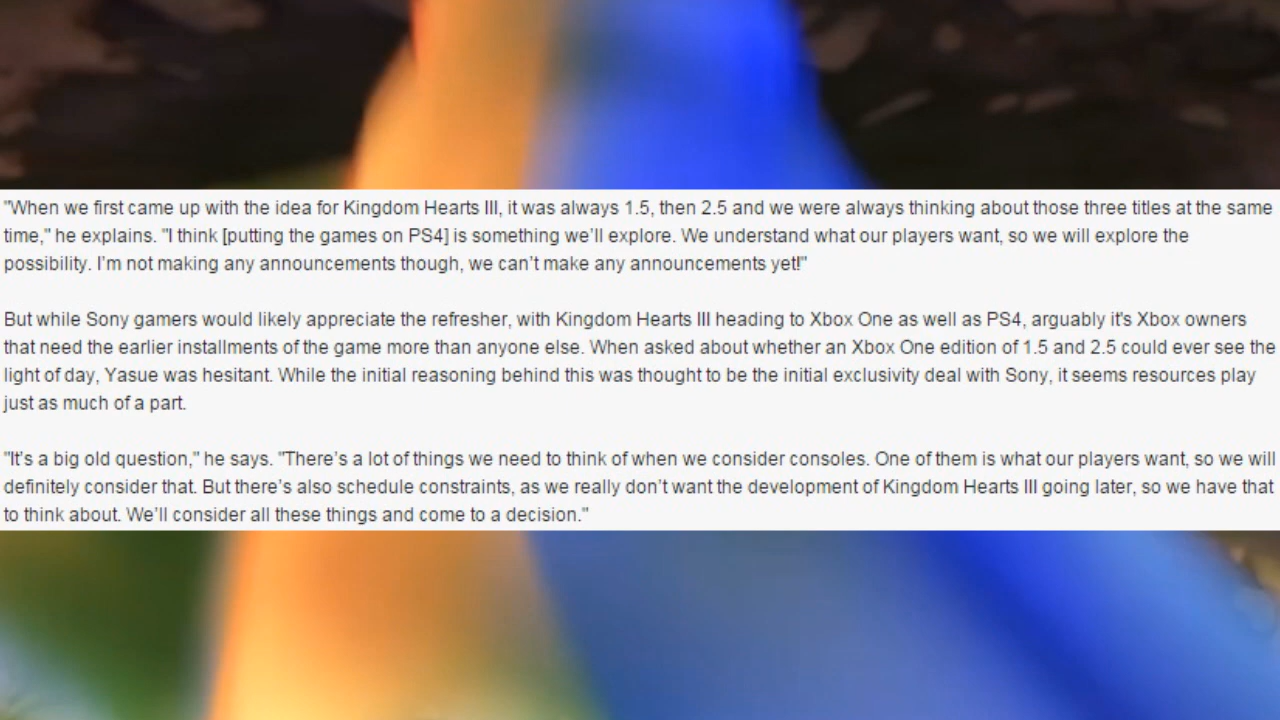 "When we first came up with the idea for Kingdom Hearts III, it was always 1.5, then 2.5 and we were always thinking about those three titles at the same
time," he explains. "I think [putting the games on PS4] is something we'll explore. We understand what our players want, so we will explore the
possibility. I'm not making any announcements though, we can't make any announcements yet!"
But while Sony gamers would likely appreciate the refresher, with Kingdom Hearts III heading to Xbox One as well as PS4, arguably it's Xbox owners
that need the earlier installments of the game more than anyone else. When asked about whether an Xbox One edition of 1.5 and 2.5 could ever see the
light of day, Yasue was hesitant. While the initial reasoning behind this was thought to be the initial exclusivity deal with Sony, it seems resources play
just as much of a part.
"It's a big old question," he says. "There's a lot of things we need to think of when we consider consoles. One of them is what our players want, so we will
definitely consider that. But there's also schedule constraints, as we really don't want the development of Kingdom Hearts III going later, so we have that
to think about. We'll consider all these things and come to a decision."